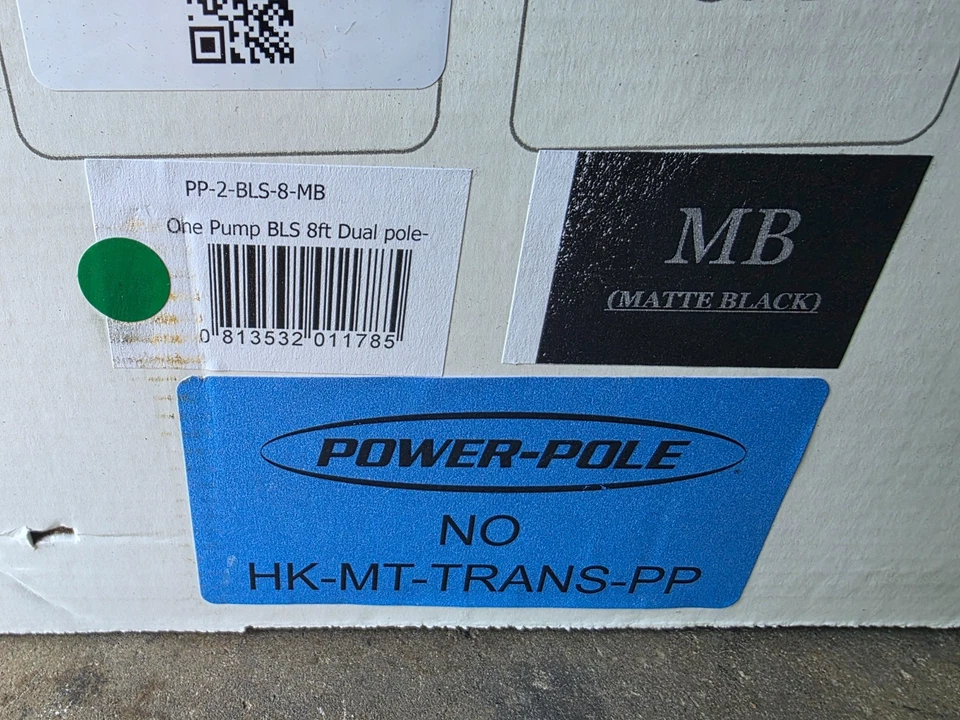 PP-2-BLS-8-MB
One Pump BLS 8ft Dual pole-
0 813532 011785
MB
(MATTE BLACK)
POWER-POLE
NO
HK-MT-TRANS-PP